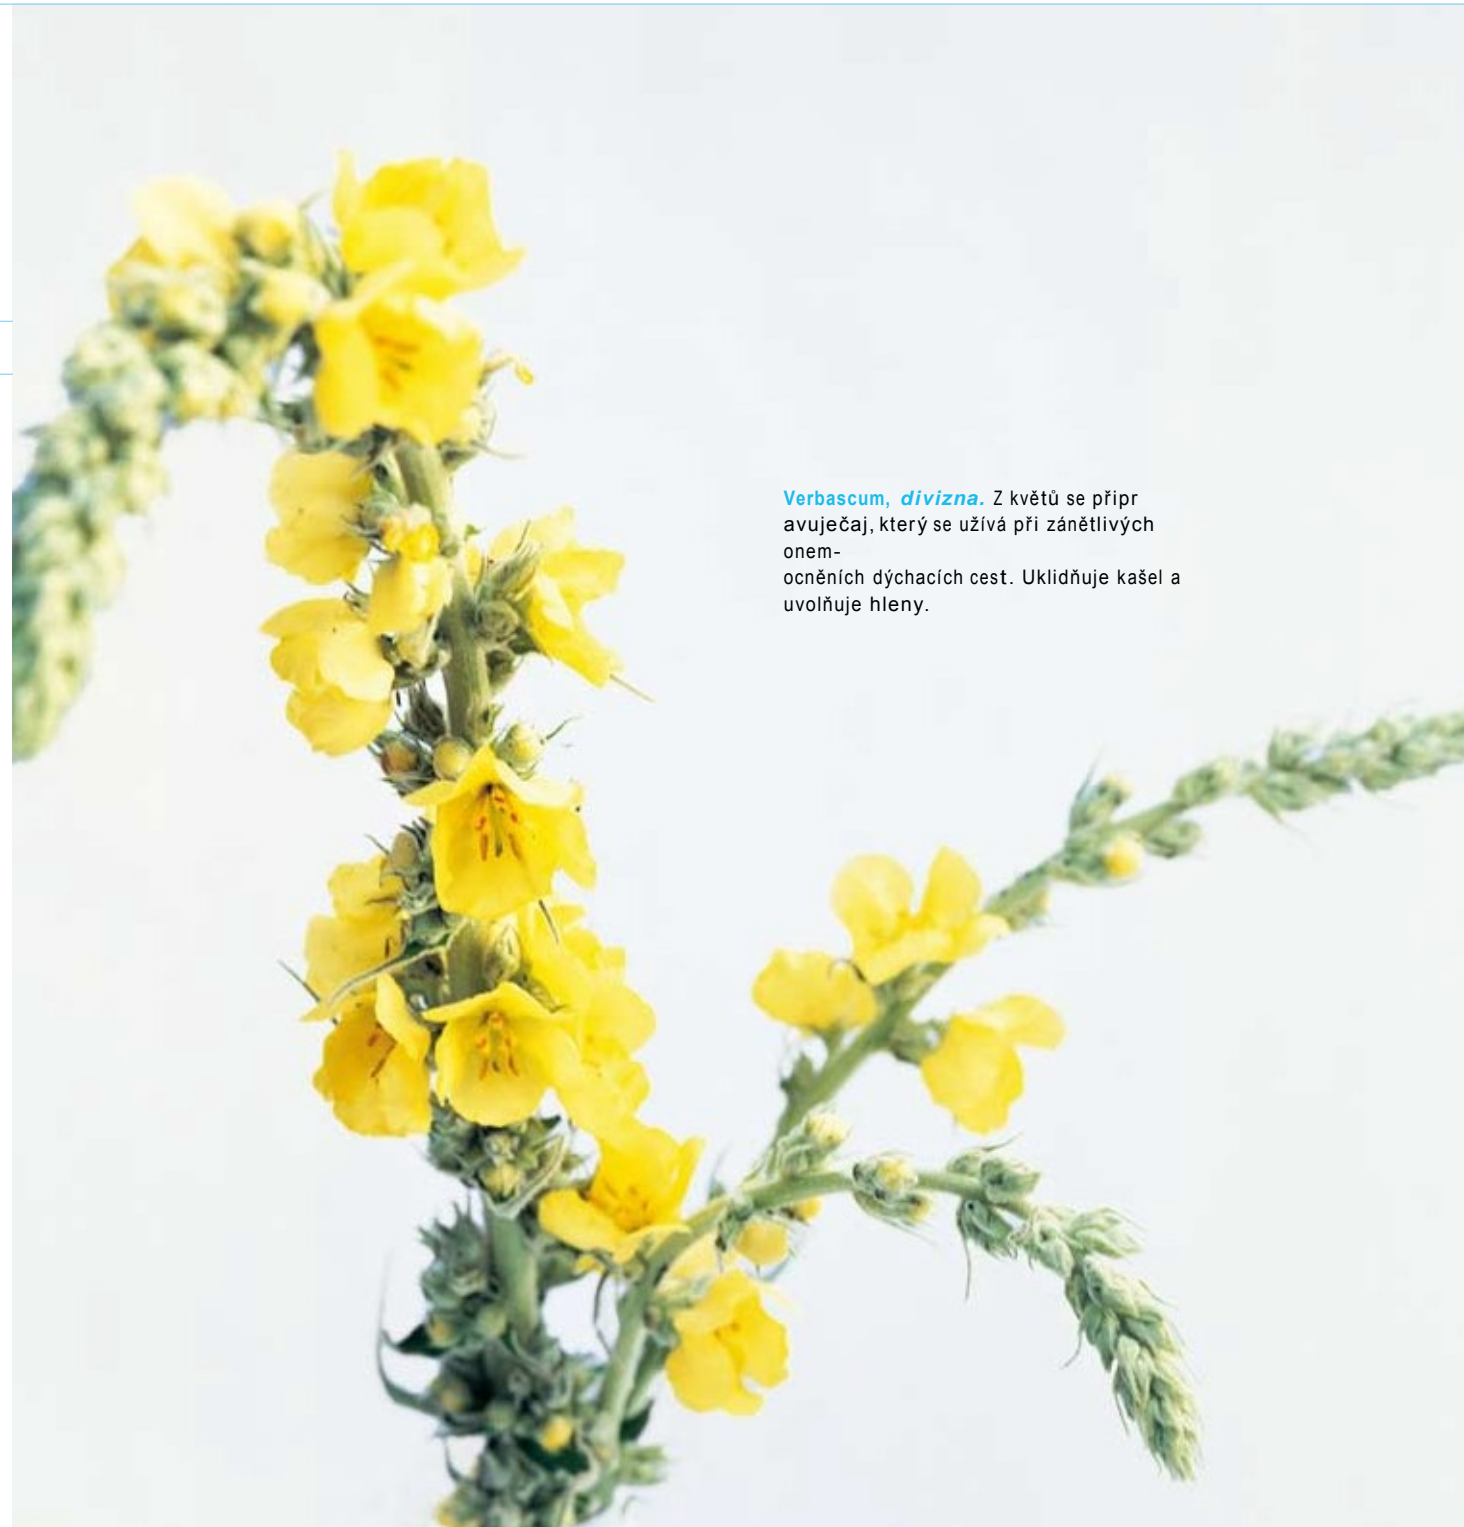 Verbascum, divizna. Z květů se připr
avuječaj, který se užívá při zánětlivých
onem-
ocněních dýchacích cest. Uklidňuje kašel a
uvolňuje hleny.